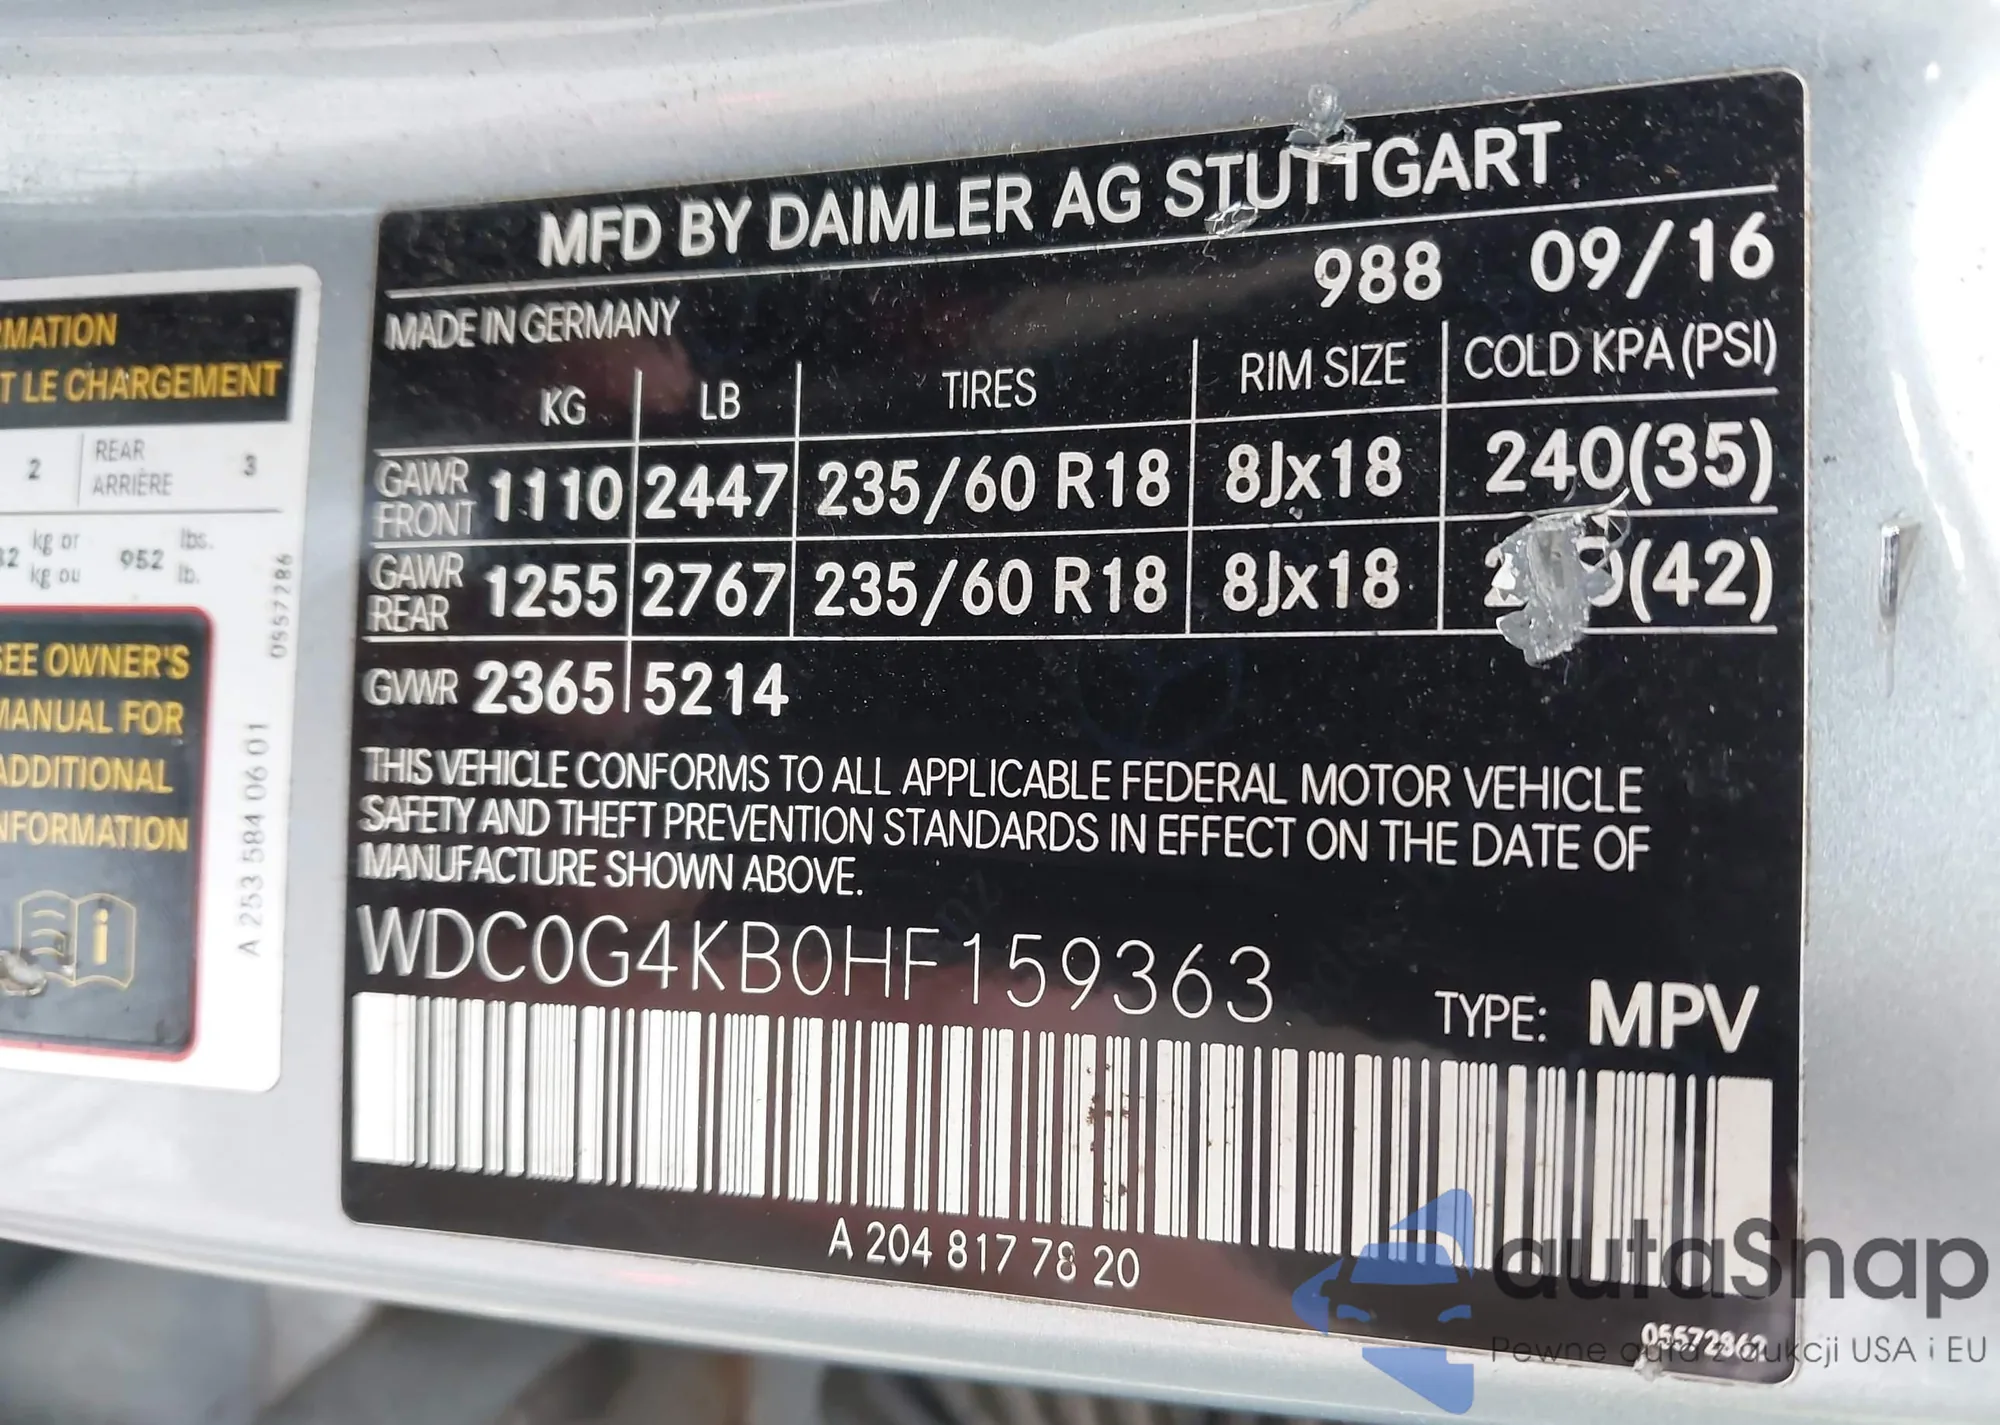 RMATION
T LE CHARGEMENT
2 REAR
ARRIÈRE 3
kg or
kg ou 952 lbs.
lb.
SEE OWNER'S
MANUAL FOR
ADDITIONAL
INFORMATION
A 253 584 06 01
0557286
MFD BY DAIMLER AG STUTTGART
988 09/16
MADE IN GERMANY
KG LB TIRES RIM SIZE COLD KPA (PSI)
GAWR
FRONT 1110 2447 235/60 R18 8Jx18 240(35)
GAWR
REAR 1255 2767 235/60 R18 8Jx18 (42)
GVWR 2365 5214
THIS VEHICLE CONFORMS TO ALL APPLICABLE FEDERAL MOTOR VEHICLE
SAFETY AND THEFT PREVENTION STANDARDS IN EFFECT ON THE DATE OF
MANUFACTURE SHOWN ABOVE.
WDC0G4KB0HF159363
TYPE: MPV
A 204 817 78 20
autaSnap
Pewne auta z aukcji USA i EU